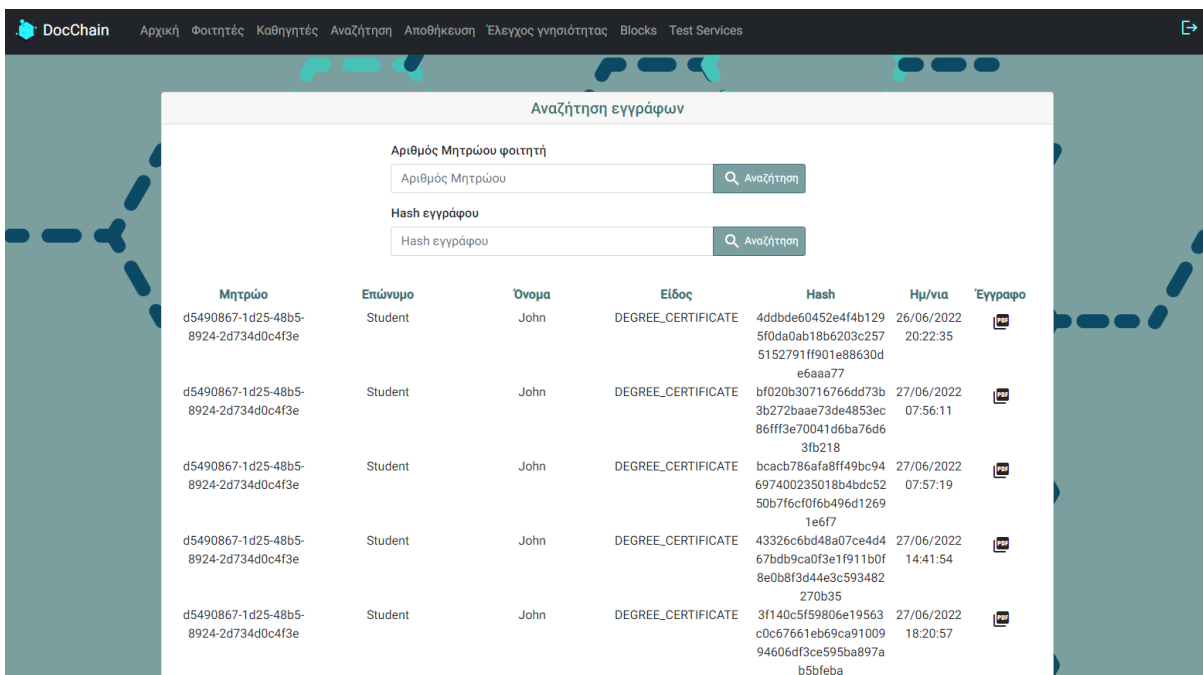 DocChain Αρχική Φοιτητές Καθηγητές Αναζήτηση Αποθήκευση Έλεγχος γνησιότητας Blocks Test Services
Αναζήτηση εγγράφων
Αριθμός Μητρώου φοιτητή
Αριθμός Μητρώου Αναζήτηση
Hash εγγράφου
Hash εγγράφου Αναζήτηση
Μητρώο Επώνυμο Όνομα Είδος Hash Ημ/νια Έγγραφο
d5490867-1d25-48b5- Student John DEGREE_CERTIFICATE 4ddbde60452e4f4b129 26/06/2022 PDF
8924-2d734d0c4f3e 5f0da0ab18b6203c257 20:22:35
5152791ff901e88630d
e6aaa77
d5490867-1d25-48b5- Student John DEGREE_CERTIFICATE bf020b30716766dd73b 27/06/2022 PDF
8924-2d734d0c4f3e 3b272baae73de4853ec 07:56:11
86fff3e70041d6ba76d6
3fb218
d5490867-1d25-48b5- Student John DEGREE_CERTIFICATE bcacb786afa8ff49bc94 27/06/2022 PDF
8924-2d734d0c4f3e 697400235018b4bdc52 07:57:19
50b7f6cf0f6b496d1269
1e6f7
d5490867-1d25-48b5- Student John DEGREE_CERTIFICATE 43326c6bd48a07ce4d4 27/06/2022 PDF
8924-2d734d0c4f3e 67bdb9ca0f3e1f911b0f 14:41:54
8e0b8f3d44e3c593482
270b35
d5490867-1d25-48b5- Student John DEGREE_CERTIFICATE 3f140c5f59806e19563 27/06/2022 PDF
8924-2d734d0c4f3e c0c67661eb69ca91009 18:20:57
94606df3ce595ba897a
b5bfeba